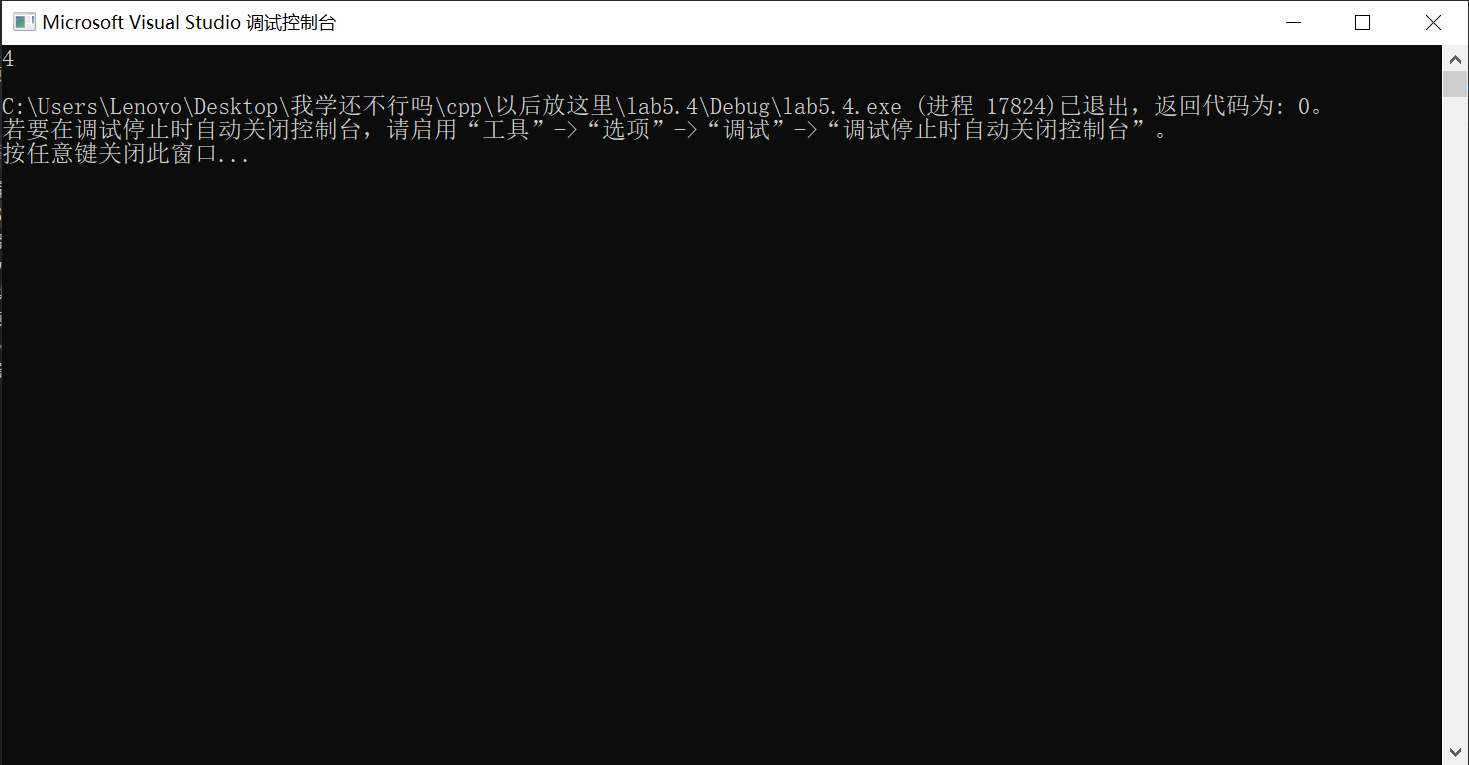 Microsoft Visual Studio 调试控制台
4
C:\Users\Lenovo\Desktop\我学还不行吗\cpp\以后放这里\lab5.4\Debug\lab5.4.exe (进程 17824)已退出，返回代码为: 0。
若要在调试停止时自动关闭控制台，请启用“工具”->“选项”->“调试”->“调试停止时自动关闭控制台”。
按任意键关闭此窗口...